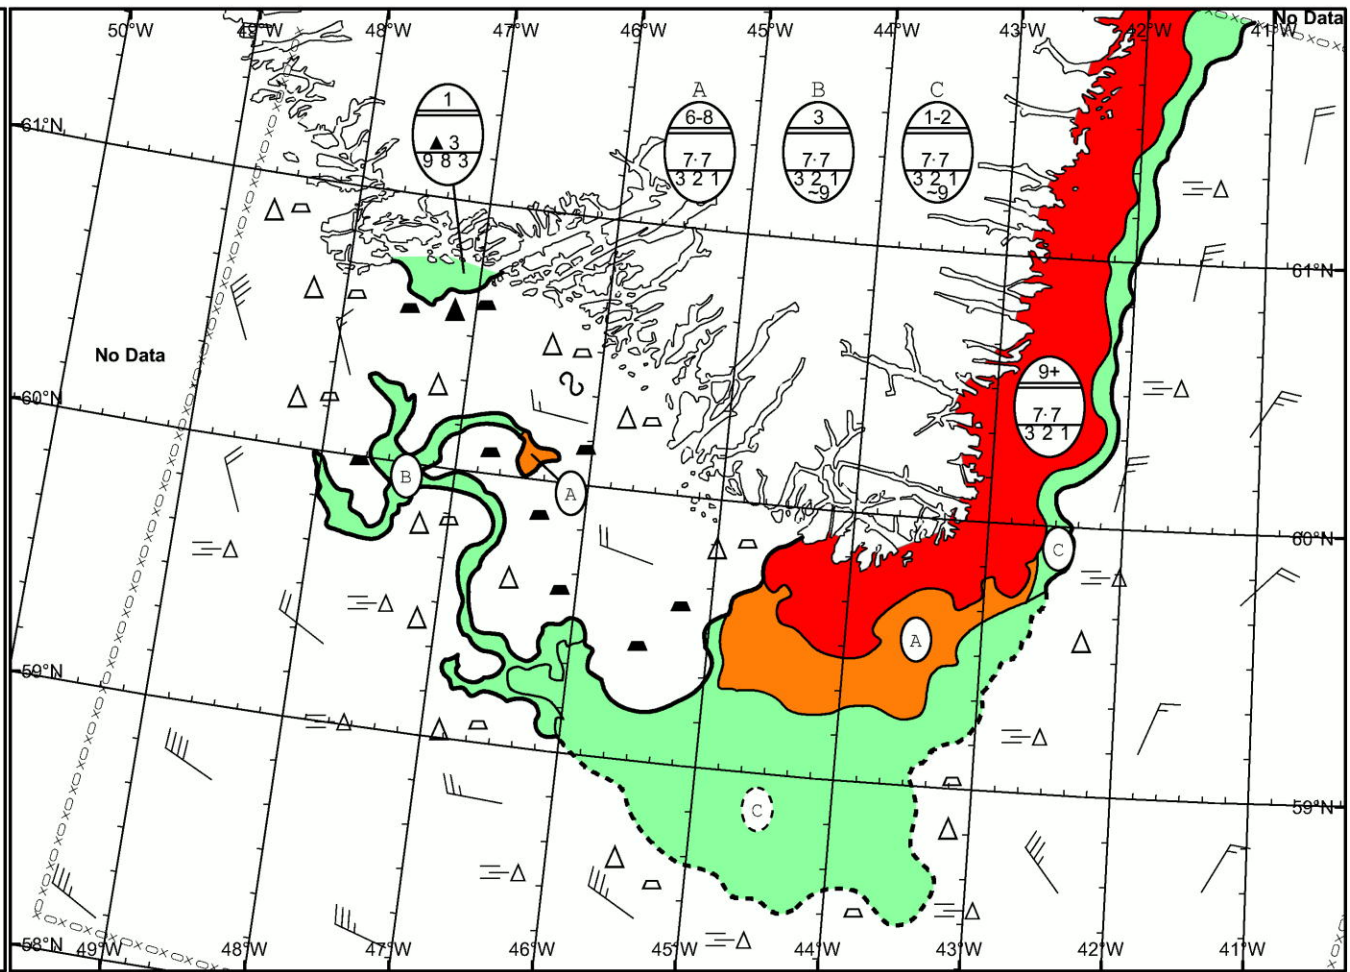 No Data
50°W 49°W 48°W 47°W 46°W 45°W 44°W 43°W 42°W 41°W
A B C
1
6-8 3 1-2
61°N
3
7·7 7·7 7·7
9 8 3
3 2 1 3 2 1 3 2 1
~9 ~9
61°N
No Data
9+
7·7
3 2 1
60°N
B
A
60°N
C
A
59°N
C
59°N
58°N
49°W 48°W 47°W 46°W 45°W 44°W 43°W 42°W 41°W